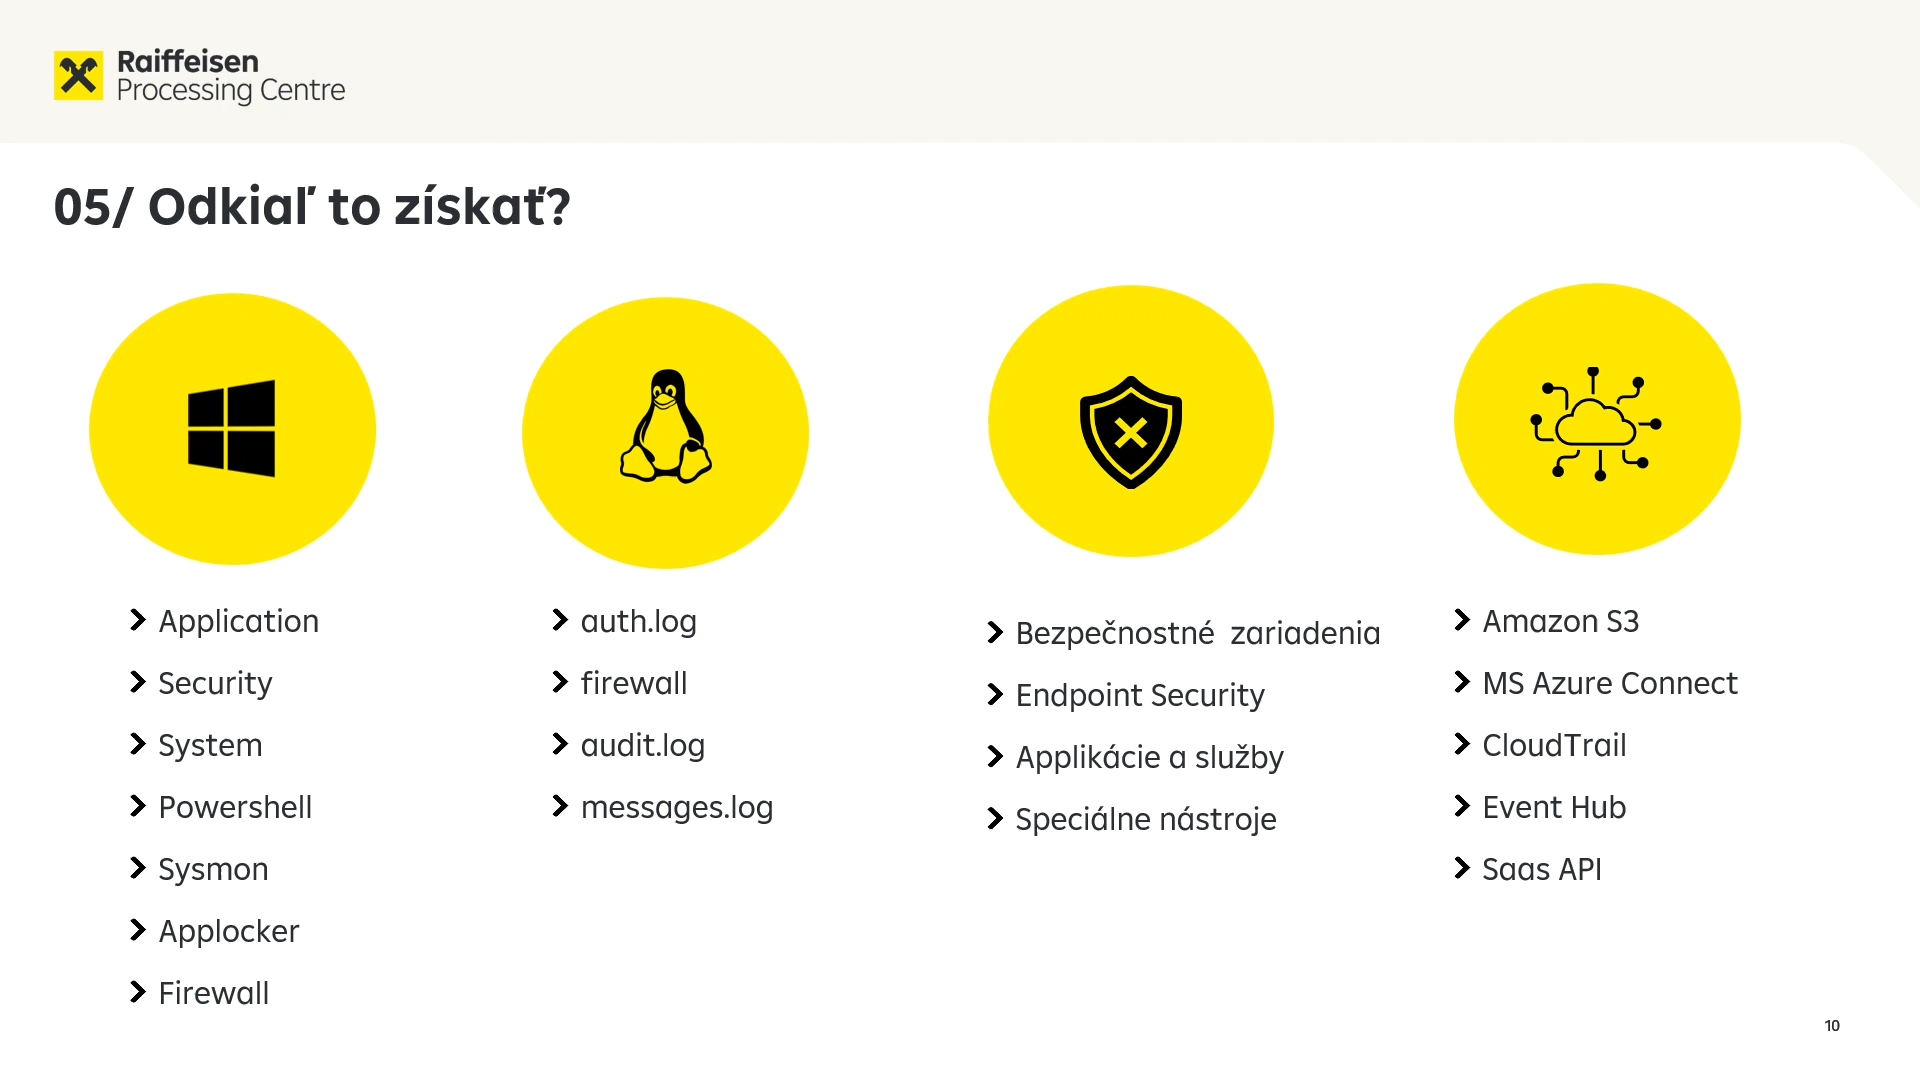 Raiffeisen
Processing Centre
05/ Odkiaľ to získať?
Application
Security
System
Powershell
Sysmon
Applocker
Firewall
auth.log
firewall
audit.log
messages.log
Bezpečnostné  zariadenia
Endpoint Security
Applikácie a služby
Speciálne nástroje
Amazon S3
MS Azure Connect
CloudTrail
Event Hub
Saas API
10